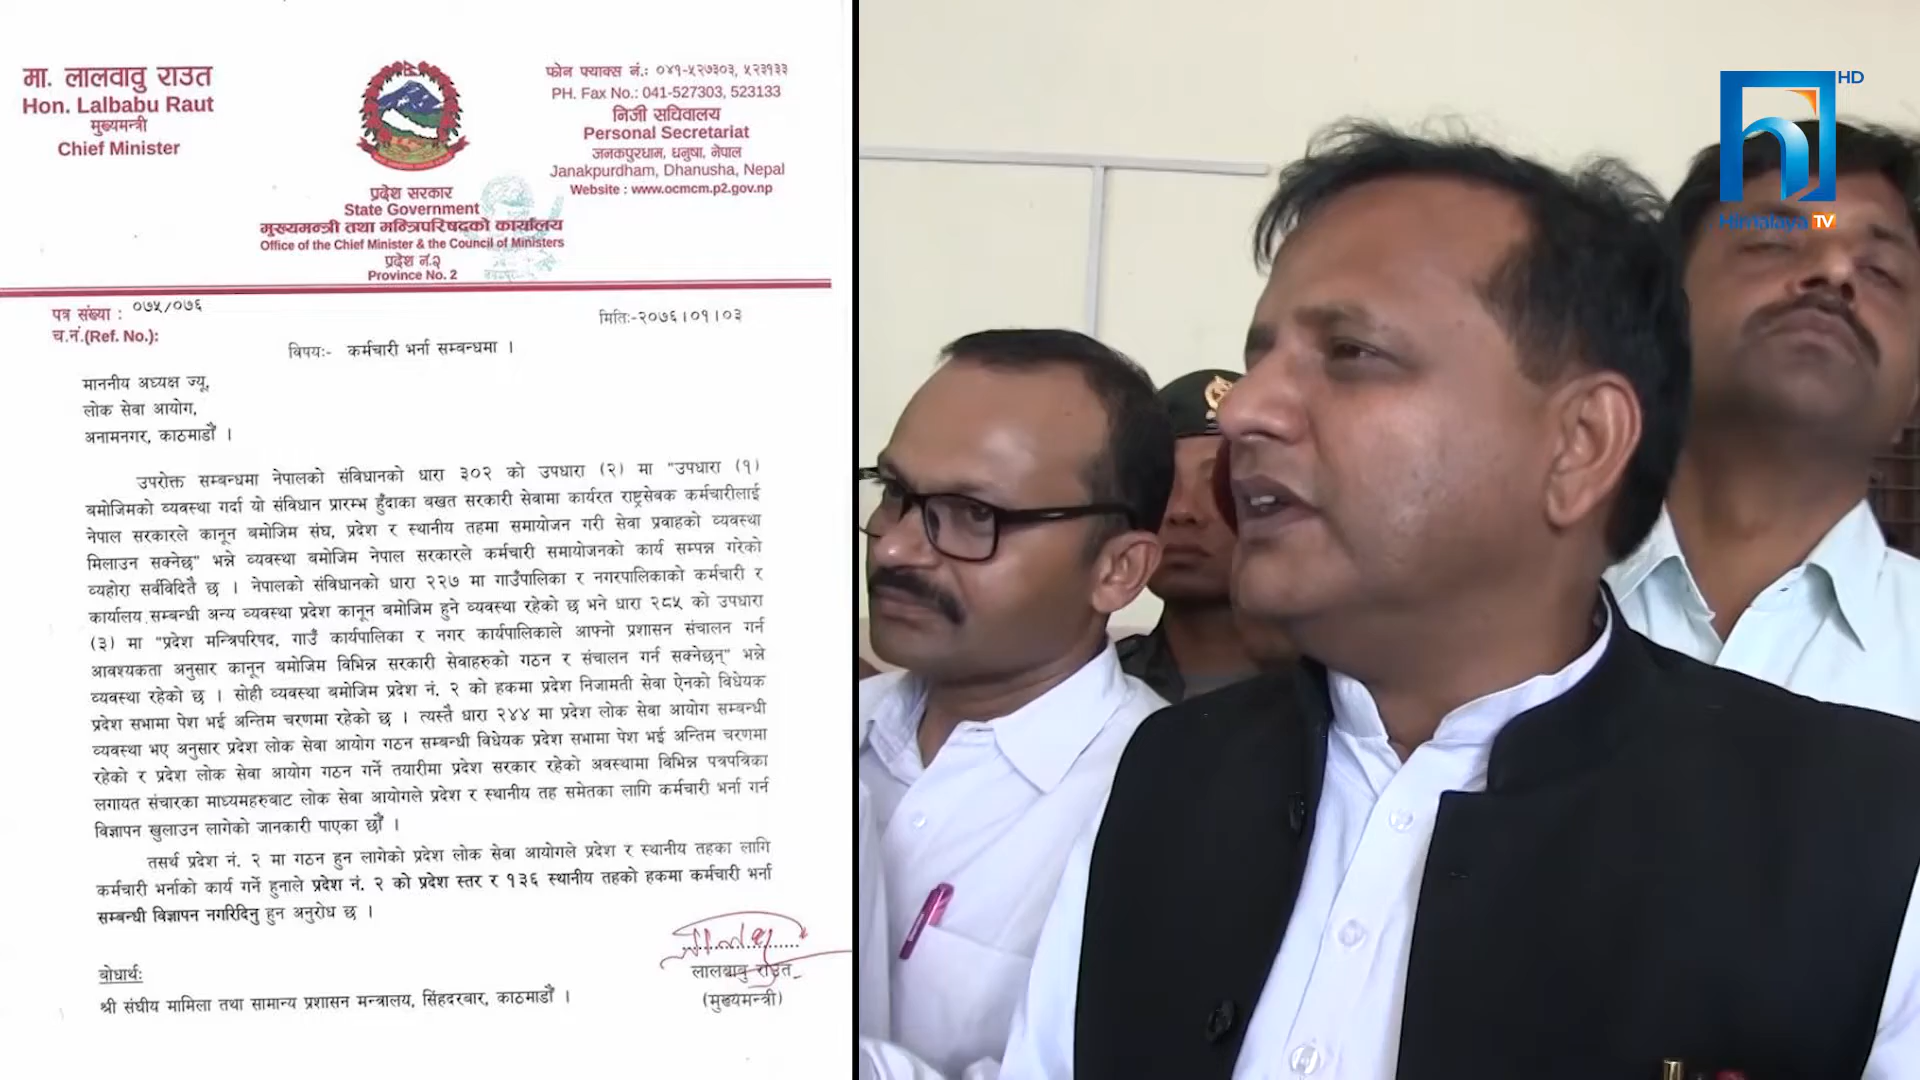 मा. लालवावु राउत
Hon. Lalbabu Raut
मुख्यमन्त्री
Chief Minister
प्रदेश सरकार
State Government
मुख्यमन्त्री तथा मन्त्रिपरिषद्को कार्यालय
Office of the Chief Minister & the Council of Ministers
प्रदेश नं.२
Province No. 2
फोन फ्याक्स नं.: ०४१-५२७३०३, ५२३१३३
PH. Fax No.: 041-527303, 523133
निजी सचिवालय
Personal Secretariat
जनकपुरधाम, धनुषा, नेपाल
Janakpurdham, Dhanusha, Nepal
Website : www.ocmcm.p2.gov.np
पत्र संख्या : ०७५/०७६
च.नं.(Ref. No.):
मितिः-२०७६।०१।०३
विषयः- कर्मचारी भर्ना सम्बन्धमा ।
माननीय अध्यक्ष ज्यू,
लोक सेवा आयोग,
अनामनगर, काठमाडौं ।
उपरोक्त सम्बन्धमा नेपालको संविधानको धारा ३०२ को उपधारा (२) मा "उपधारा (१)
बमोजिमको व्यवस्था गर्दा यो संविधान प्रारम्भ हुँदाका बखत सरकारी सेवामा कार्यरत राष्ट्रसेवक कर्मचारीलाई
नेपाल सरकारले कानून बमोजिम संघ, प्रदेश र स्थानीय तहमा समायोजन गरी सेवा प्रवाहको व्यवस्था
मिलाउन सक्नेछ" भन्ने व्यवस्था बमोजिम नेपाल सरकारले कर्मचारी समायोजनको कार्य सम्पन्न गरेको
व्यहोरा सर्वविदितै छ । नेपालको संविधानको धारा २२७ मा गाउँपालिका र नगरपालिकाको कर्मचारी र
कार्यालय सम्बन्धी अन्य व्यवस्था प्रदेश कानून बमोजिम हुने व्यवस्था रहेको छ भने धारा २८५ को उपधारा
(३) मा "प्रदेश मन्त्रिपरिषद, गाउँ कार्यपालिका र नगर कार्यपालिकाले आफ्नो प्रशासन संचालन गर्न
आवश्यकता अनुसार कानून बमोजिम विभिन्न सरकारी सेवाहरुको गठन र संचालन गर्न सक्नेछन्" भन्ने
व्यवस्था रहेको छ । सोही व्यवस्था बमोजिम प्रदेश नं. २ को हकमा प्रदेश निजामती सेवा ऐनको विधेयक
प्रदेश सभामा पेश भई अन्तिम चरणमा रहेको छ । त्यस्तै धारा २४४ मा प्रदेश लोक सेवा आयोग सम्बन्धी
व्यवस्था भए अनुसार प्रदेश लोक सेवा आयोग गठन सम्बन्धी विधेयक प्रदेश सभामा पेश भई अन्तिम चरणमा
रहेको र प्रदेश लोक सेवा आयोग गठन गर्ने तयारीमा प्रदेश सरकार रहेको अवस्थामा विभिन्न पत्रपत्रिका
लगायत संचारका माध्यमहरुबाट लोक सेवा आयोगले प्रदेश र स्थानीय तह समेतका लागि कर्मचारी भर्ना गर्न
विज्ञापन खुलाउन लागेको जानकारी पाएका छौं ।
तसर्थ प्रदेश नं. २ मा गठन हुन लागेको प्रदेश लोक सेवा आयोगले प्रदेश र स्थानीय तहका लागि
कर्मचारी भर्नाको कार्य गर्ने हुनाले प्रदेश नं. २ को प्रदेश स्तर र १३६ स्थानीय तहको हकमा कर्मचारी भर्ना
सम्बन्धी विज्ञापन नगरिदिनु हुन अनुरोध छ ।
लालबाबु राउत
(मुख्यमन्त्री)
बोधार्थः
श्री संघीय मामिला तथा सामान्य प्रशासन मन्त्रालय, सिंहदरबार, काठमाडौं ।
HD
Himalaya TV